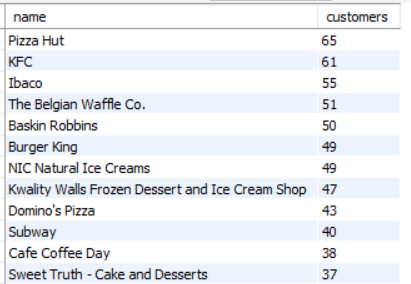 name customers
Pizza Hut 65
KFC 61
Ibaco 55
The Belgian Waffle Co. 51
Baskin Robbins 50
Burger King 49
NIC Natural Ice Creams 49
Kwality Walls Frozen Dessert and Ice Cream Shop 47
Domino's Pizza 43
Subway 40
Cafe Coffee Day 38
Sweet Truth - Cake and Desserts 37